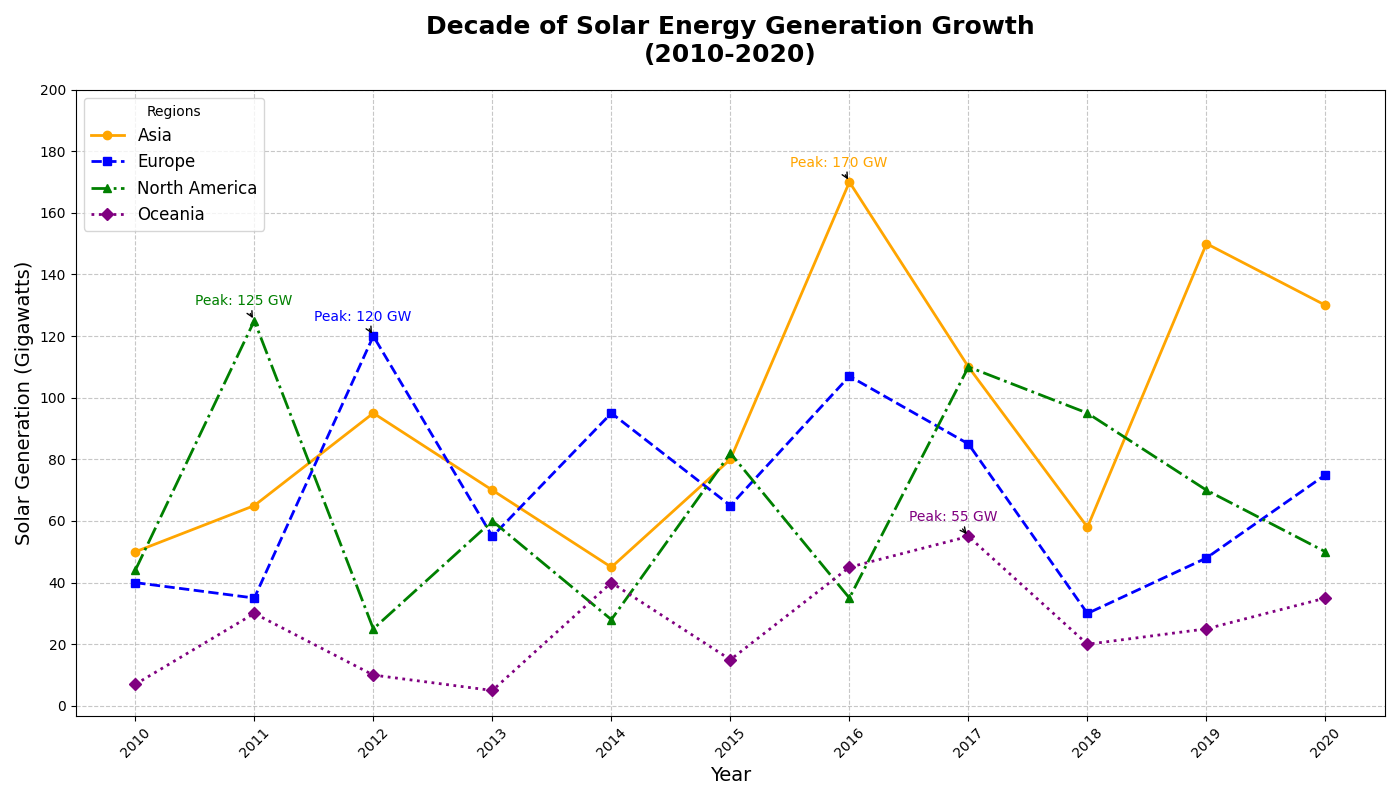 Decade of Solar Energy Generation Growth
(2010-2020)
Regions
Asia
Europe
North America
Oceania
Peak: 170 GW
Peak: 125 GW
Peak: 120 GW
Peak: 55 GW
Solar Generation (Gigawatts)
200
180
160
140
120
100
80
60
40
20
0
2010
2011
2012
2013
2014
2015
2016
2017
2018
2019
2020
Year